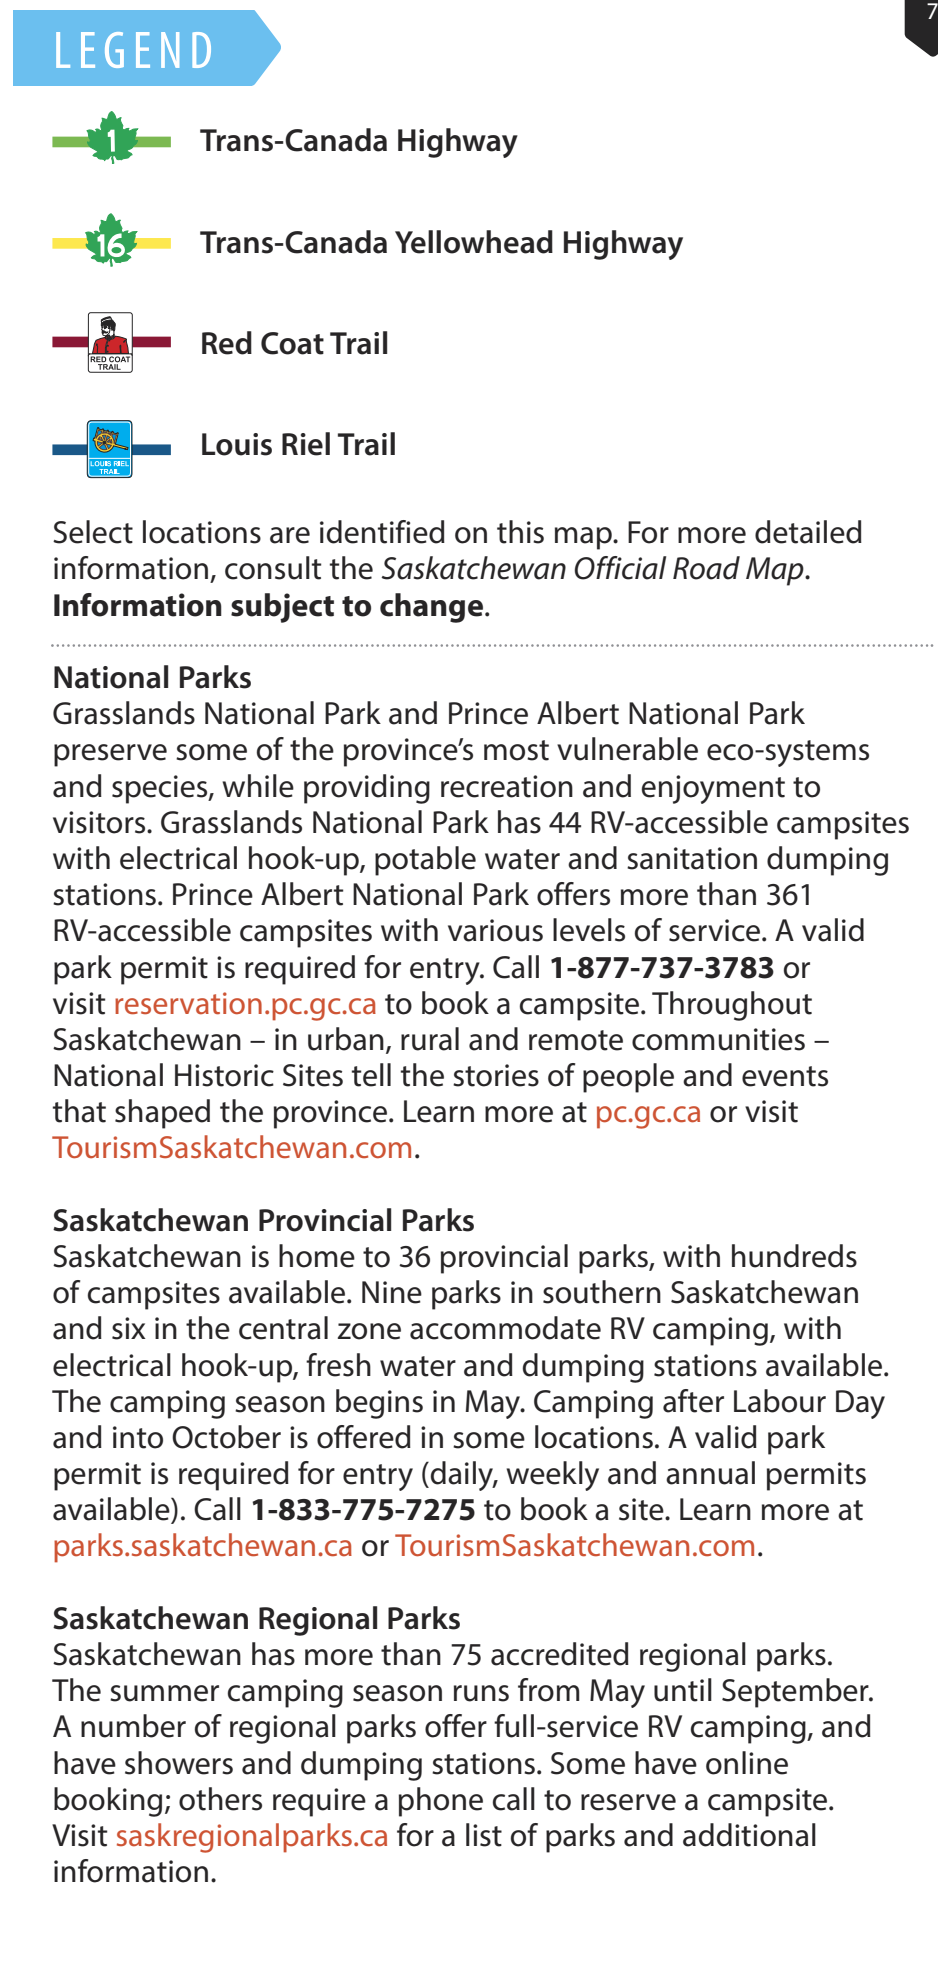 7
LEGEND
1
Trans-Canada Highway
16
Trans-Canada Yellowhead Highway
RED COAT
TRAIL
Red Coat Trail
LOUIS RIEL
TRAIL
Louis Riel Trail
Select locations are identified on this map. For more detailed
information, consult the Saskatchewan Official Road Map.
Information subject to change.
National Parks
Grasslands National Park and Prince Albert National Park
preserve some of the province’s most vulnerable eco-systems
and species, while providing recreation and enjoyment to
visitors. Grasslands National Park has 44 RV-accessible campsites
with electrical hook-up, potable water and sanitation dumping
stations. Prince Albert National Park offers more than 361
RV-accessible campsites with various levels of service. A valid
park permit is required for entry. Call 1-877-737-3783 or
visit reservation.pc.gc.ca to book a campsite. Throughout
Saskatchewan – in urban, rural and remote communities –
National Historic Sites tell the stories of people and events
that shaped the province. Learn more at pc.gc.ca or visit
TourismSaskatchewan.com.
Saskatchewan Provincial Parks
Saskatchewan is home to 36 provincial parks, with hundreds
of campsites available. Nine parks in southern Saskatchewan
and six in the central zone accommodate RV camping, with
electrical hook-up, fresh water and dumping stations available.
The camping season begins in May. Camping after Labour Day
and into October is offered in some locations. A valid park
permit is required for entry (daily, weekly and annual permits
available). Call 1-833-775-7275 to book a site. Learn more at
parks.saskatchewan.ca or TourismSaskatchewan.com.
Saskatchewan Regional Parks
Saskatchewan has more than 75 accredited regional parks.
The summer camping season runs from May until September.
A number of regional parks offer full-service RV camping, and
have showers and dumping stations. Some have online
booking; others require a phone call to reserve a campsite.
Visit saskregionalparks.ca for a list of parks and additional
information.